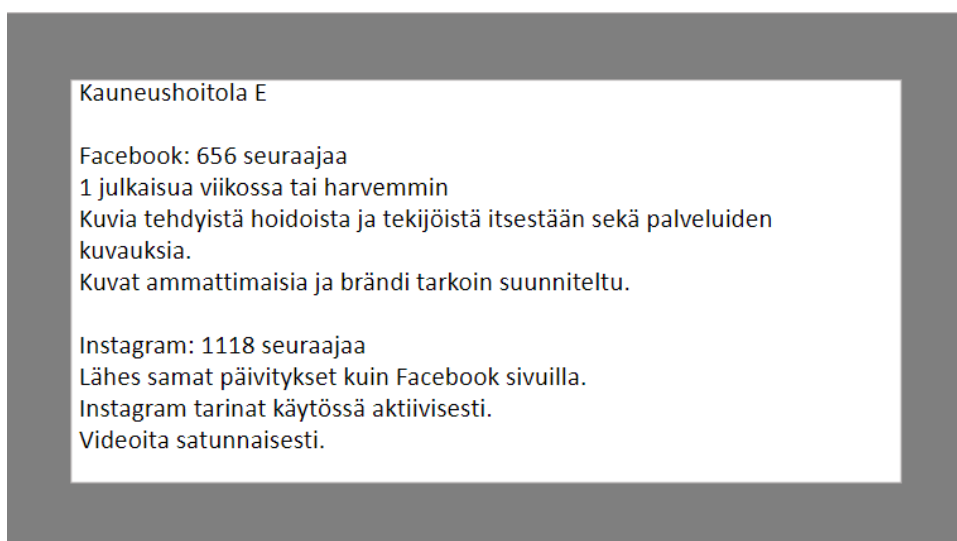 Kauneushoitola E
Facebook: 656 seuraajaa
1 julkaisua viikossa tai harvemmin
Kuvia tehdyistä hoidoista ja tekijöistä itsestään sekä palveluiden
kuvauksia.
Kuvat ammattimaisia ja brändi tarkoin suunniteltu.
Instagram: 1118 seuraajaa
Lähes samat päivitykset kuin Facebook sivuilla.
Instagram tarinat käytössä aktiivisesti.
Videoita satunnaisesti.